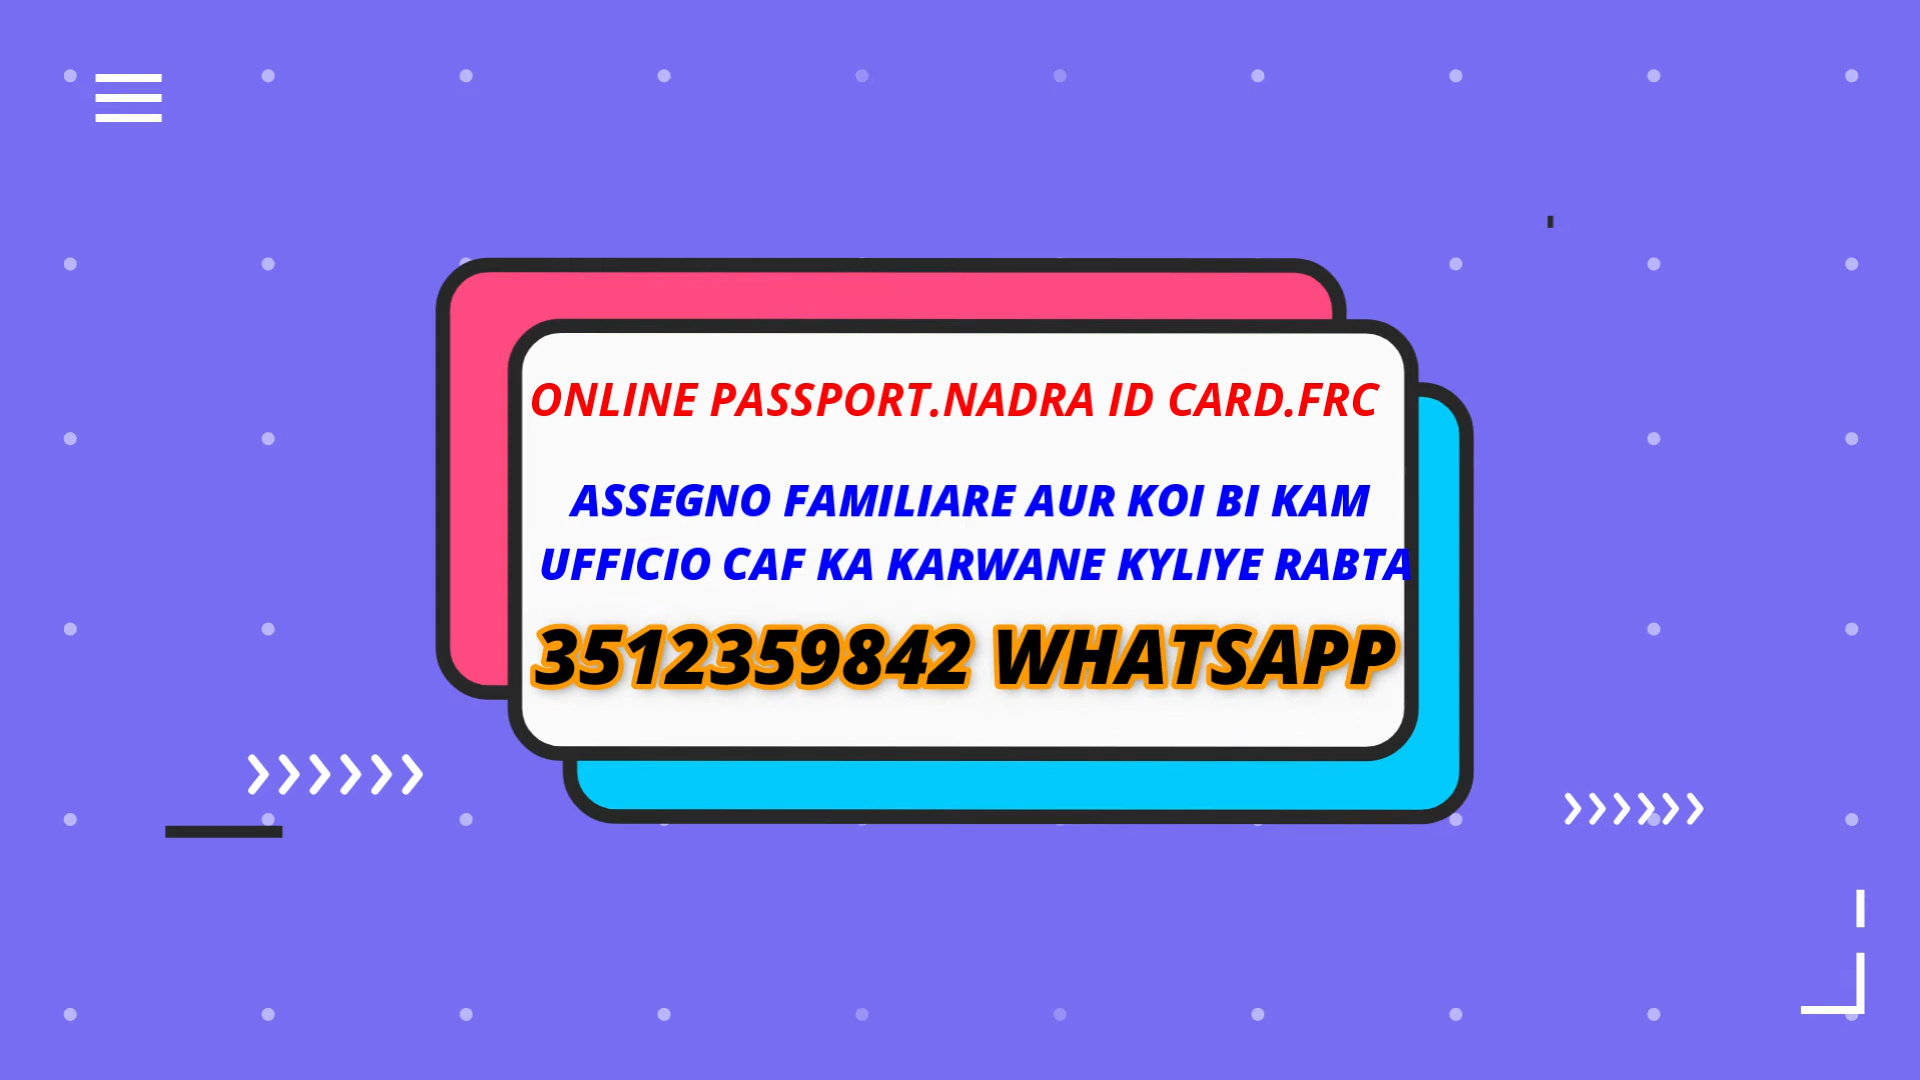 ONLINE PASSPORT.NADRA ID CARD.FRC
ASSEGNO FAMILIARE AUR KOI BI KAM
UFFICIO CAF KA KARWANE KYLIYE RABTA
3512359842 WHATSAPP